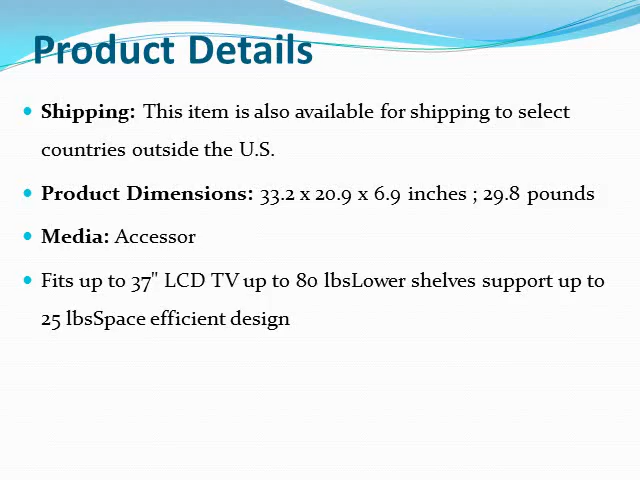 Product Details
Shipping: This item is also available for shipping to select
countries outside the U.S.
Product Dimensions: 33.2 x 20.9 x 6.9 inches ; 29.8 pounds
Media: Accessor
Fits up to 37" LCD TV up to 80 lbsLower shelves support up to
25 lbsSpace efficient design